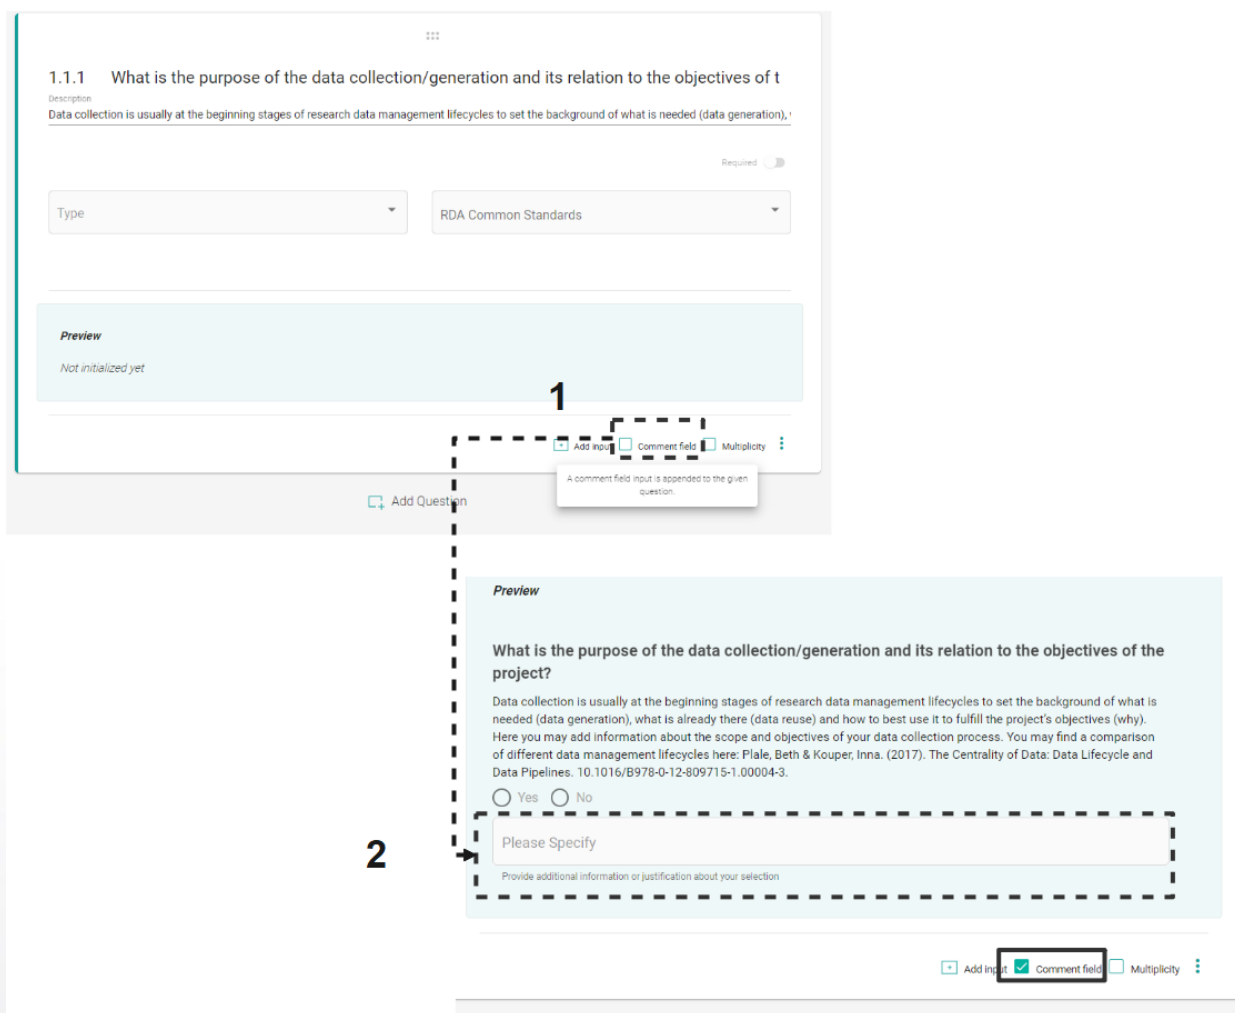 1.1.1 What is the purpose of the data collection/generation and its relation to the objectives of t
Description
Data collection is usually at the beginning stages of research data management lifecycles to set the background of what is needed (data generation),
Required
Type
RDA Common Standards
Preview
Not initialized yet
1
Add input Comment field Multiplicity
A comment field input is appended to the given
question.
Add Question
Preview
What is the purpose of the data collection/generation and its relation to the objectives of the
project?
Data collection is usually at the beginning stages of research data management lifecycles to set the background of what is
needed (data generation), what is already there (data reuse) and how to best use it to fulfill the project's objectives (why).
Here you may add information about the scope and objectives of your data collection process. You may find a comparison
of different data management lifecycles here: Plale, Beth & Kouper, Inna. (2017). The Centrality of Data: Data Lifecycle and
Data Pipelines. 10.1016/B978-0-12-809715-1.00004-3.
Yes No
2
Please Specify
Provide additional information or justification about your selection
Add input Comment field Multiplicity